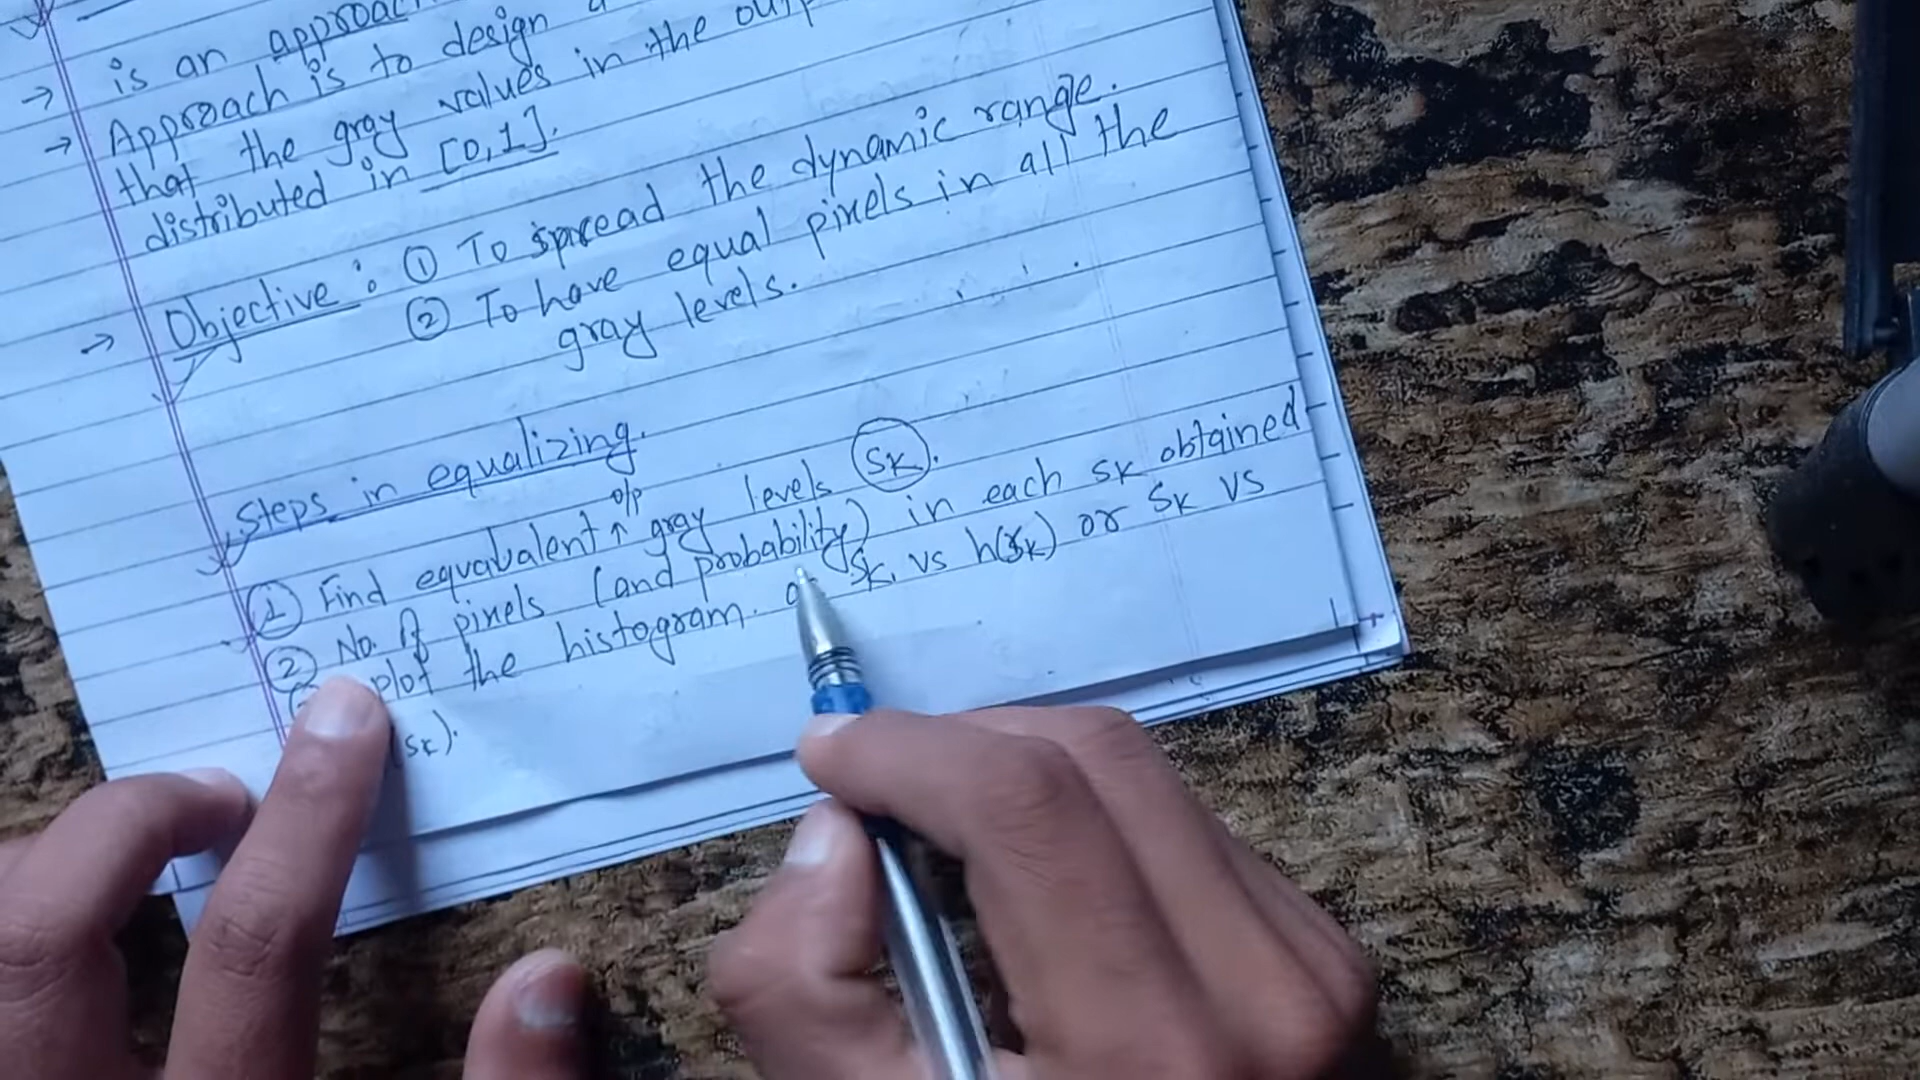 → is an approach
→ Approach is to design a
that the gray values in the
distributed in [0,1].
→ Objective : ① To spread the dynamic range.
② To have equal pixels in all the
gray levels.
Steps in equalizing.
① Find equavalent ↑ o/p gray levels SK.
② No. of pixels (and probability) in each SK obtained
plot the histogram. SK vs h(SK) or SK vs
(SK).